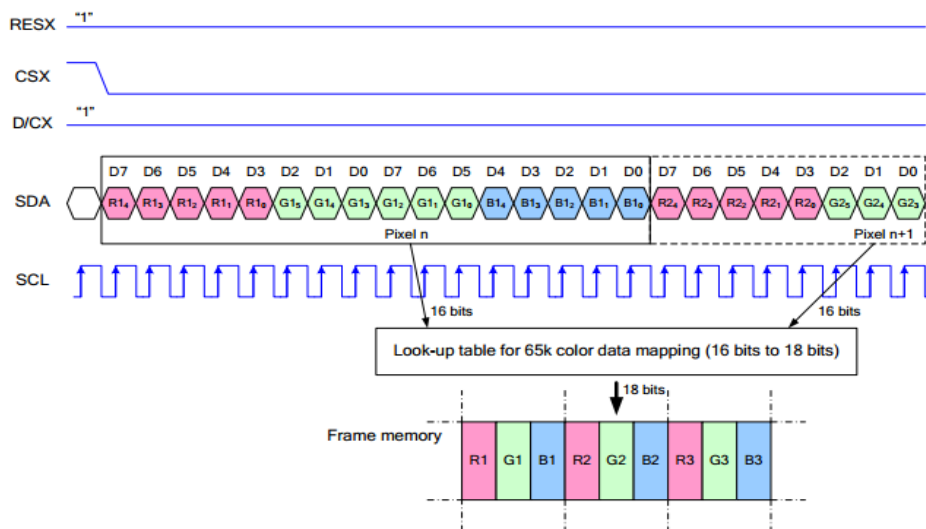 RESX "1"
CSX
D/CX "1"
D7 D6 D5 D4 D3 D2 D1 D0 D7 D6 D5 D4 D3 D2 D1 D0 D7 D6 D5 D4 D3 D2 D1 D0
SDA R1₄ R1₃ R1₂ R1₁ R1₀ G1₅ G1₄ G1₃ G1₂ G1₁ G1₀ B1₄ B1₃ B1₂ B1₁ B1₀ R2₄ R2₃ R2₂ R2₁ R2₀ G2₅ G2₄ G2₃
Pixel n Pixel n+1
SCL
16 bits 16 bits
Look-up table for 65k color data mapping (16 bits to 18 bits)
18 bits
Frame memory
R1 G1 B1 R2 G2 B2 R3 G3 B3